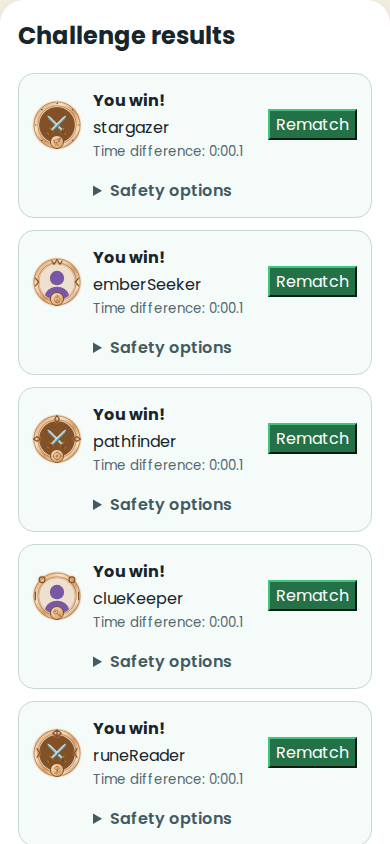 Challenge results
You win!
stargazer
Rematch
Time difference: 0:00.1
Safety options
You win!
emberSeeker
Rematch
Time difference: 0:00.1
Safety options
You win!
pathfinder
Rematch
Time difference: 0:00.1
Safety options
You win!
clueKeeper
Rematch
Time difference: 0:00.1
Safety options
You win!
runeReader
Rematch
Time difference: 0:00.1
Safety options